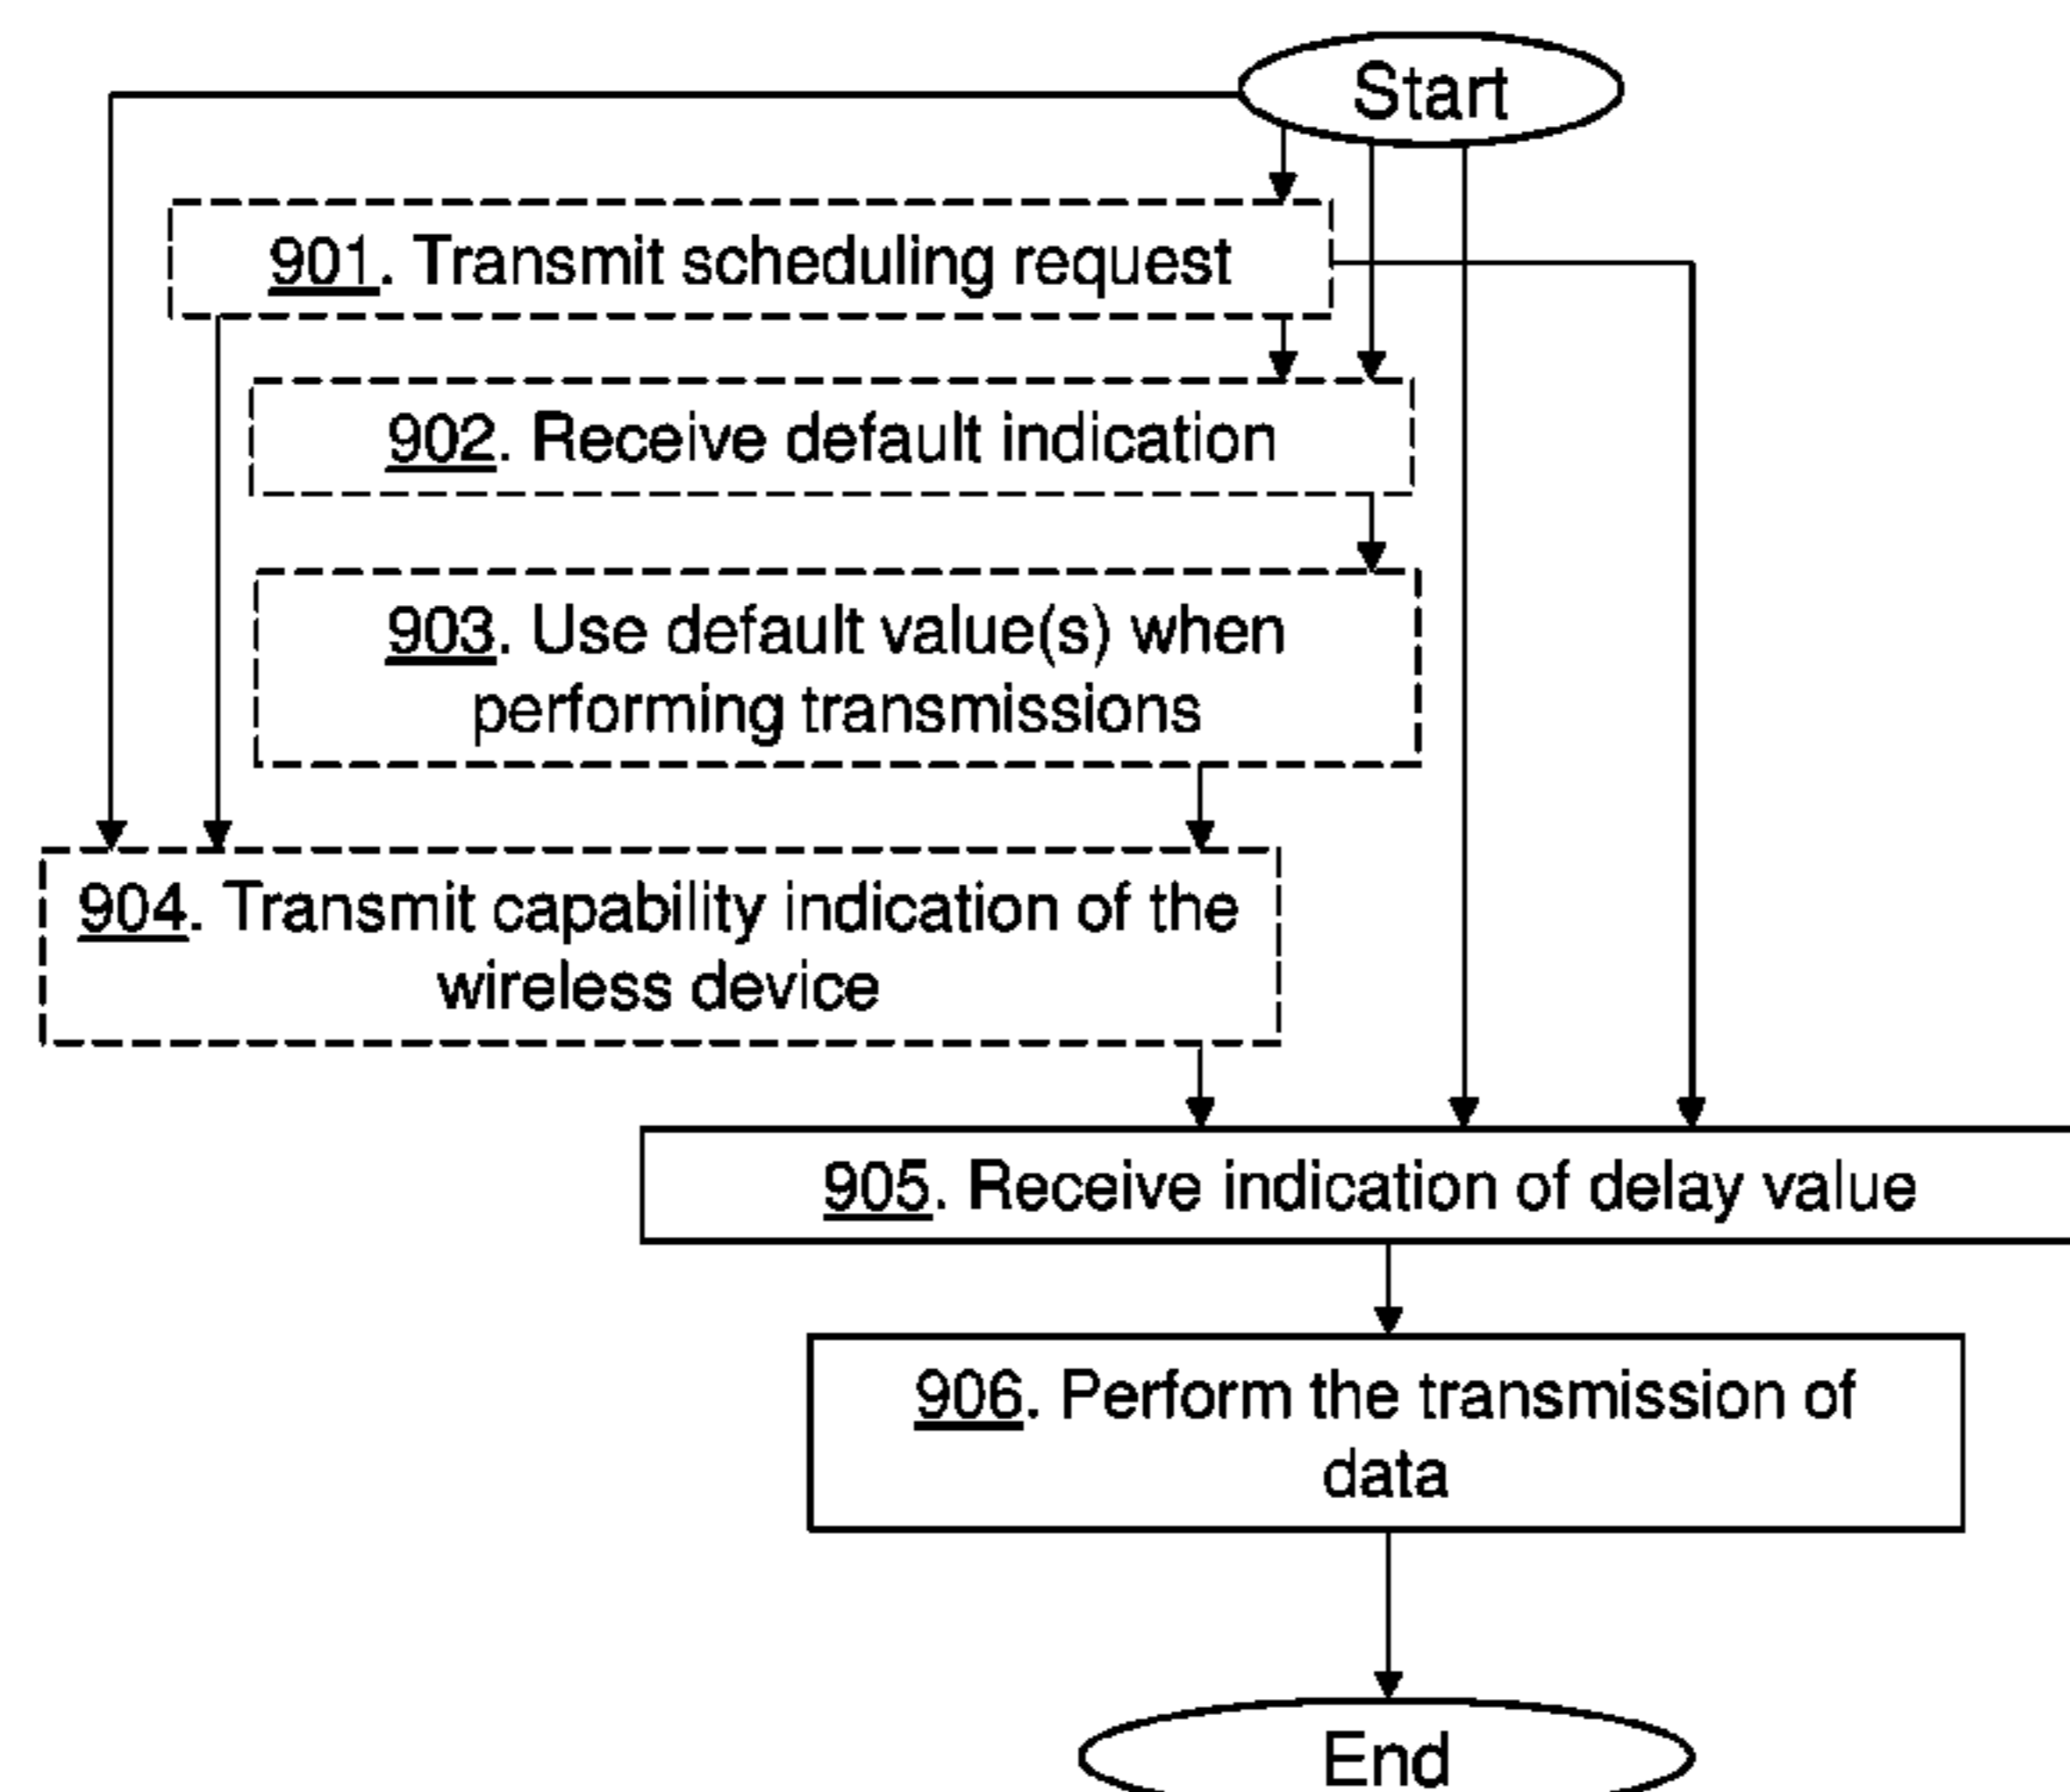 Start
901. Transmit scheduling request
902. Receive default indication
903. Use default value(s) when
performing transmissions
904. Transmit capability indication of the
wireless device
905. Receive indication of delay value
906. Perform the transmission of
data
End